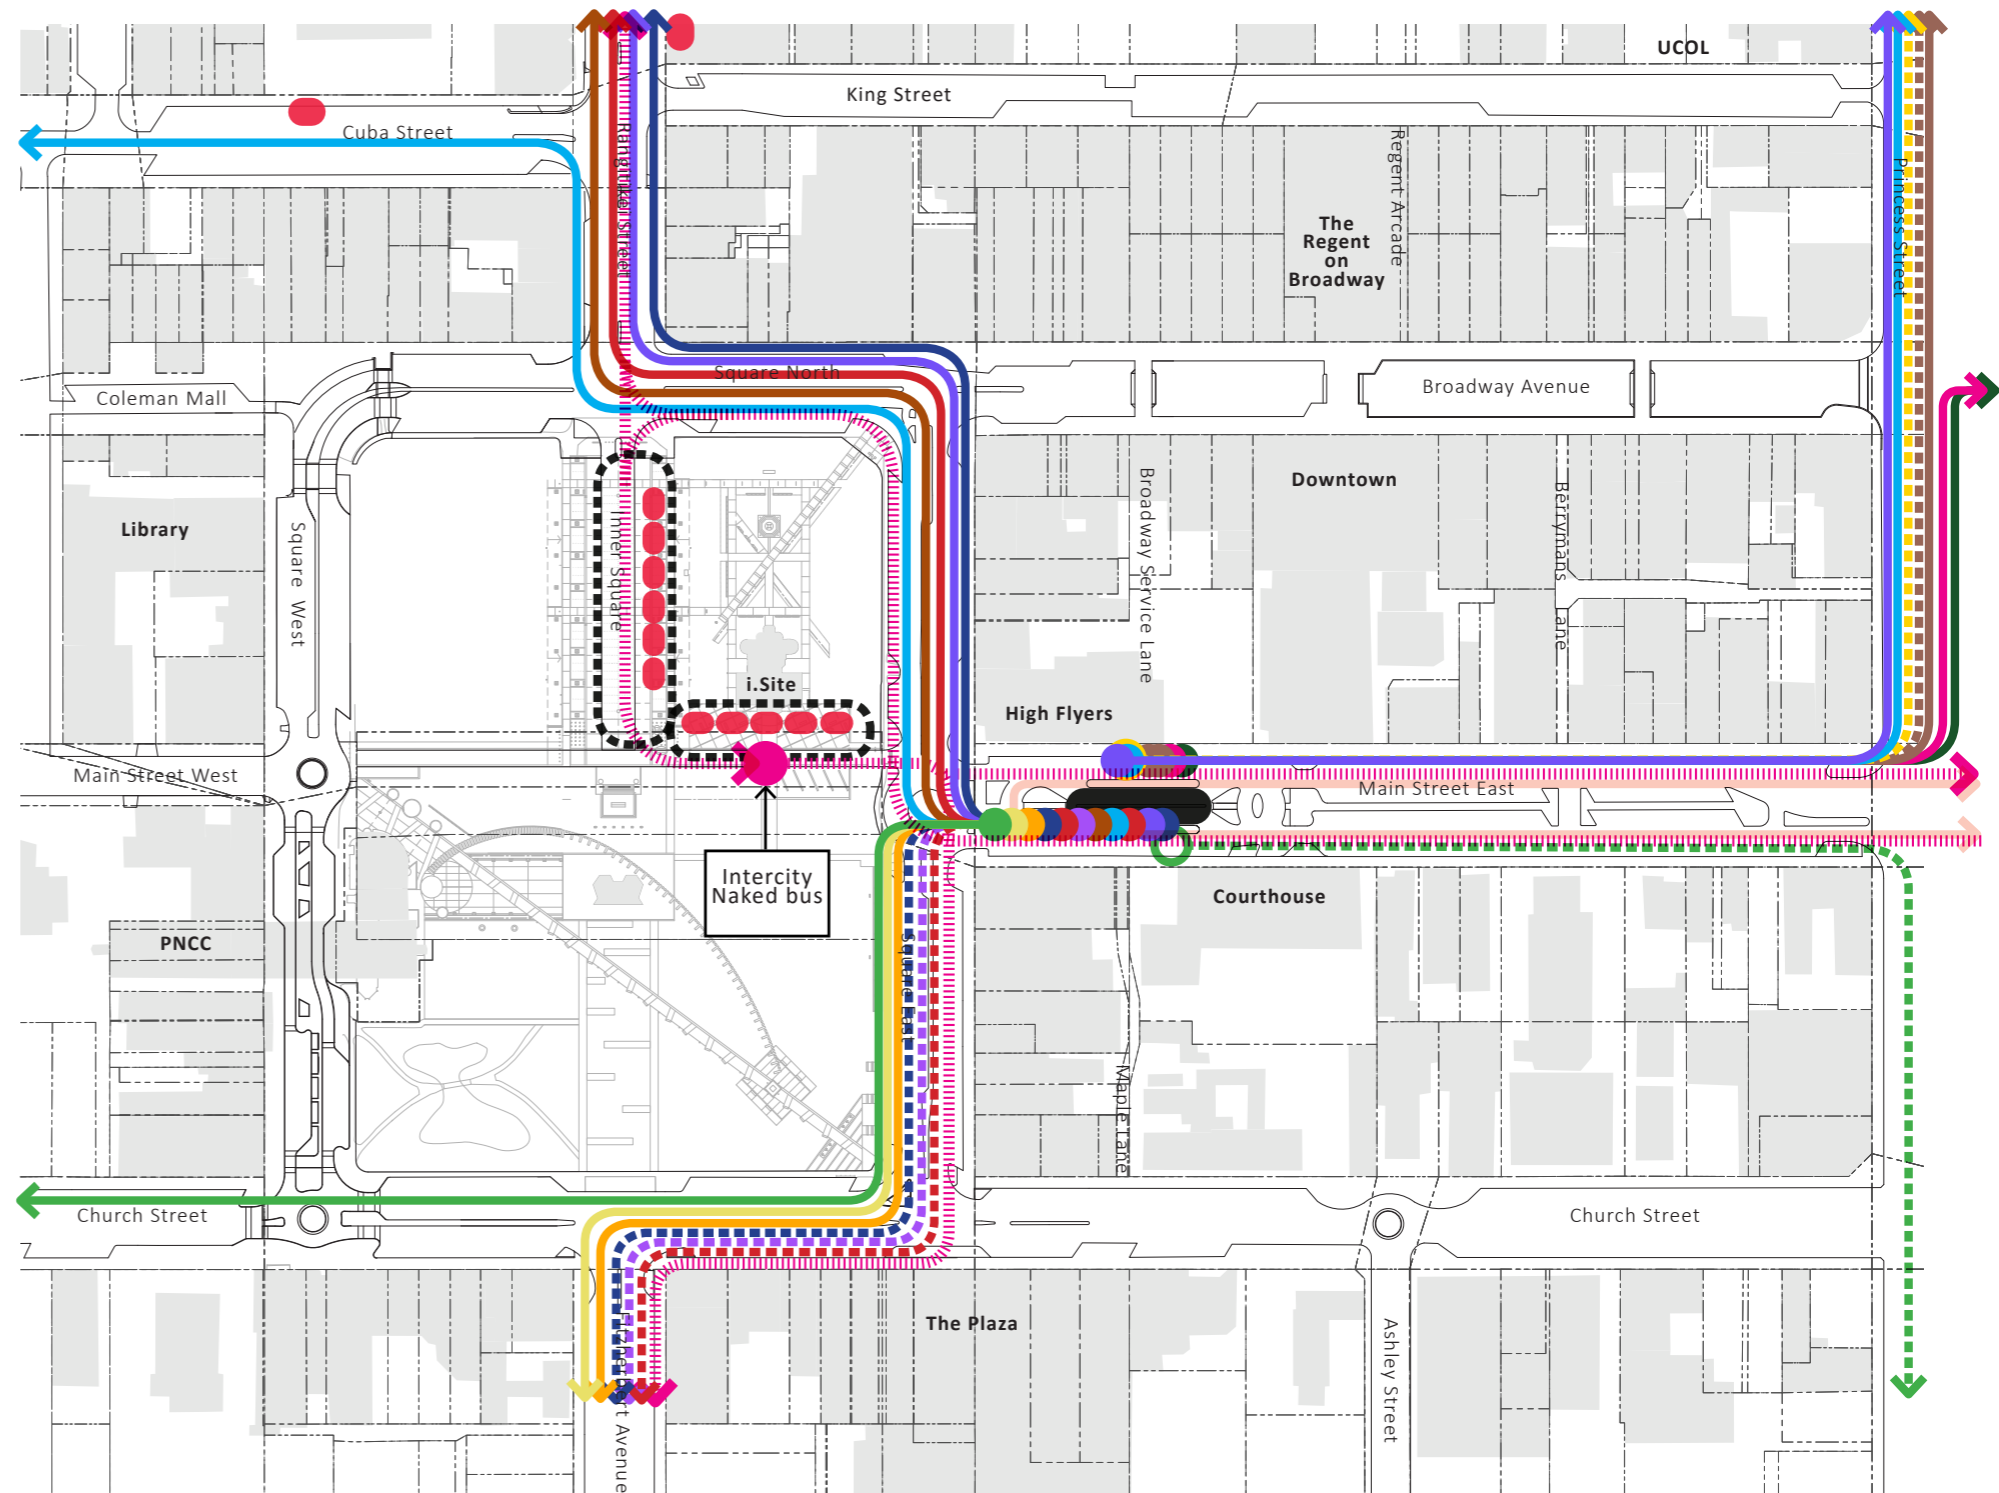 UCOL
King Street
Cuba Street
Rangitikei Street
Regent Arcade
Princess Street
The
Regent
on
Broadway
Square North
Coleman Mall
Broadway Avenue
Library
Square West
Inner Square
Broadway Service Lane
Downtown
Berrymans Lane
i.Site
High Flyers
Main Street West
Main Street East
Intercity
Naked bus
Courthouse
PNCC
Square East
Maple Lane
Church Street
Church Street
The Plaza
Fitzherbert Avenue
Ashley Street